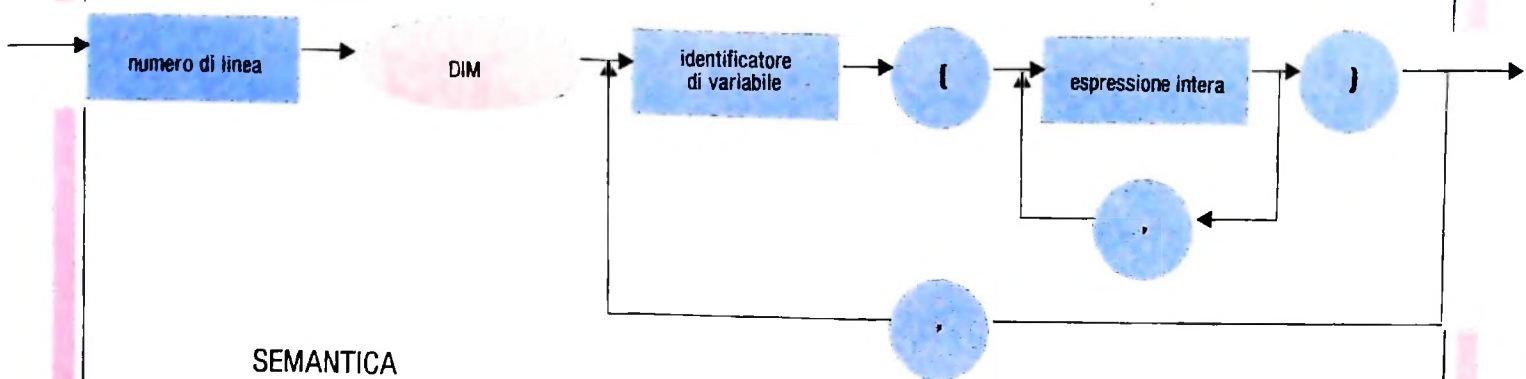 numero di linea
DIM
identificatore
di variabile
(
espressione intera
)
,
,
SEMANTICA